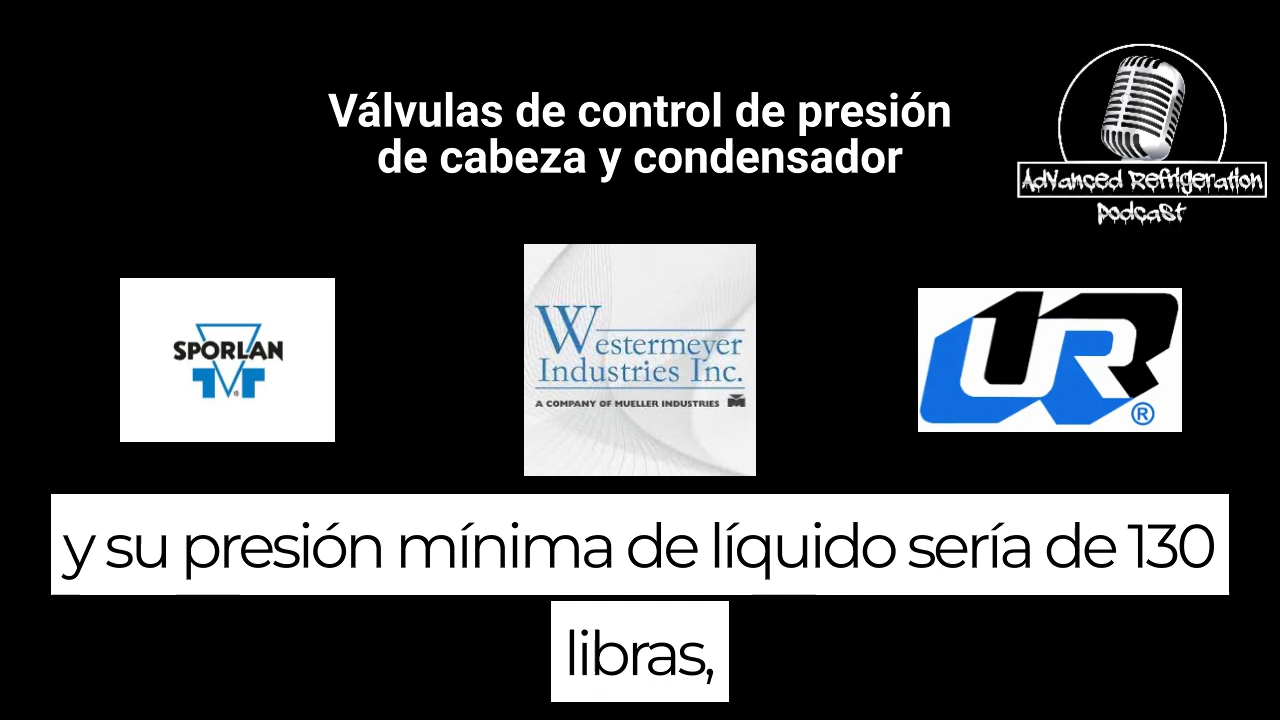 Válvulas de control de presión
de cabeza y condensador
AdVanced Refrigeration
Podcast
SPORLAN
®
Westermeyer
Industries Inc.
A COMPANY OF MUELLER INDUSTRIES
UR
®
y su presión mínima de líquido sería de 130
libras,